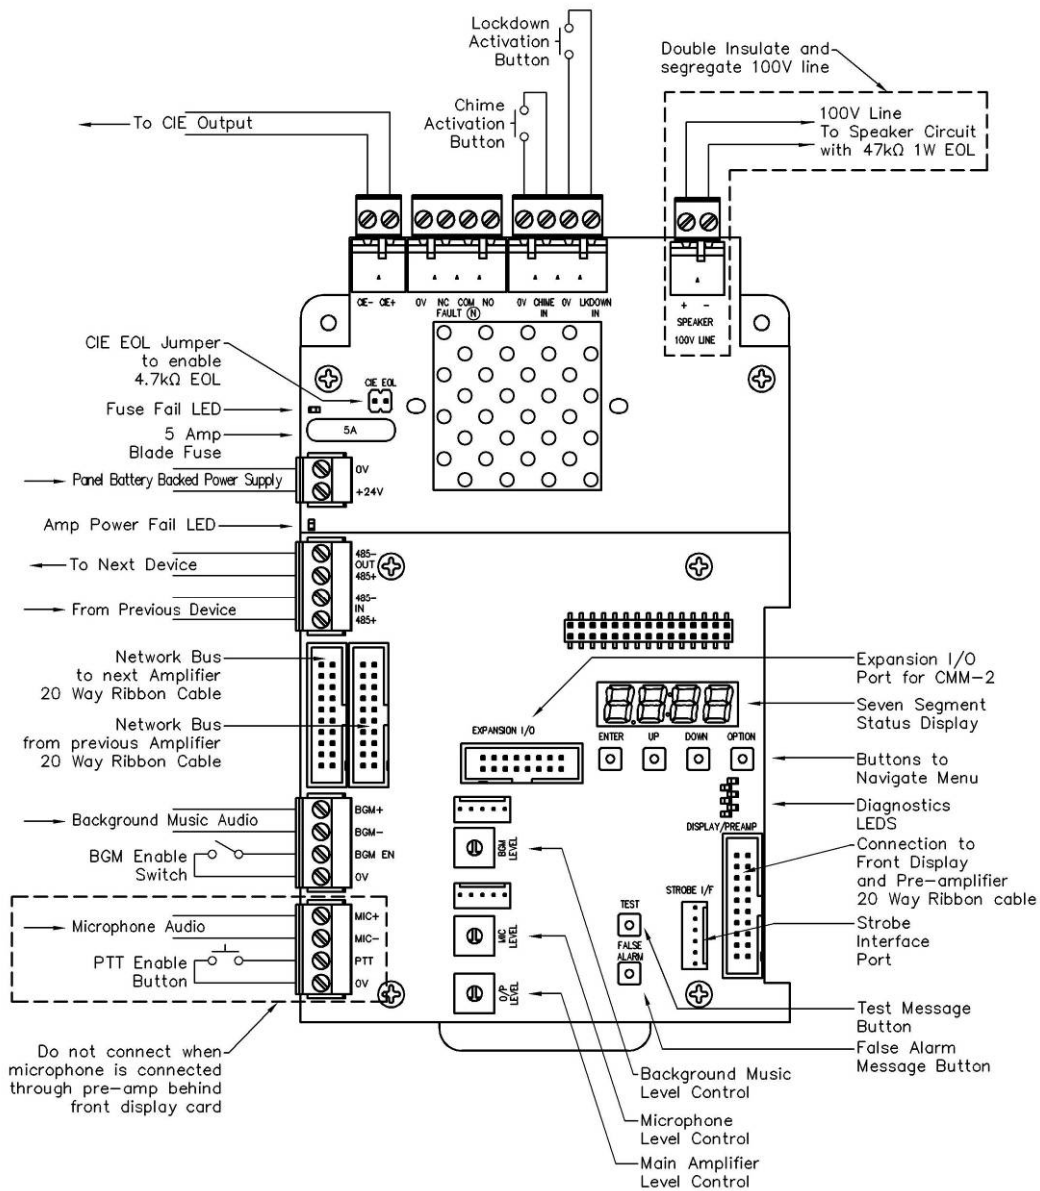 Lockdown
Activation
Button
Double Insulate and
segregate 100V line
Chime
Activation
Button
To CIE Output
100V Line
To Speaker Circuit
with 47kΩ 1W EOL
CIE- CIE+
0V NC COM NO
FAULT N
0V CHIME 0V LKDOWN
IN IN
+ -
SPEAKER
100V LINE
CIE EOL Jumper
to enable
4.7kΩ EOL
CIE EOL
Fuse Fail LED
5 Amp
Blade Fuse
5A
Panel Battery Backed Power Supply
0V
+24V
Amp Power Fail LED
To Next Device
485-
OUT
485+
From Previous Device
485-
IN
485+
Network Bus
to next Amplifier
20 Way Ribbon Cable
Network Bus
from previous Amplifier
20 Way Ribbon Cable
Expansion I/O
Port for CMM-2
Seven Segment
Status Display
EXPANSION I/O
ENTER UP DOWN OPTION
Buttons to
Navigate Menu
Diagnostics
LEDS
DISPLAY/PREAMP
Connection to
Front Display
and Pre-amplifier
20 Way Ribbon cable
Background Music Audio
BGM+
BGM-
BGM Enable
Switch
BGM EN
0V
BGM
LEVEL
STROBE I/F
Strobe
Interface
Port
Microphone Audio
MIC+
MIC-
PTT Enable
Button
PTT
0V
MIC
LEVEL
TEST
FALSE
ALARM
O/P
LEVEL
Test Message
Button
False Alarm
Message Button
Do not connect when
microphone is connected
through pre-amp behind
front display card
Background Music
Level Control
Microphone
Level Control
Main Amplifier
Level Control